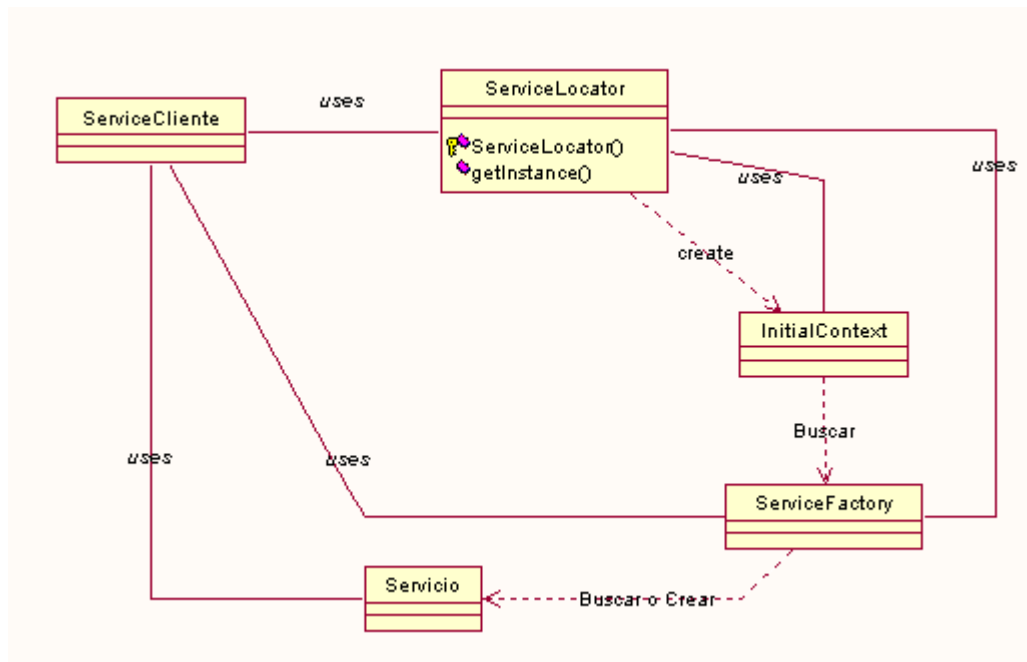 ServiceLocator
uses
ServiceCliente
ServiceLocator()
getInstance()
uses
uses
create
InitialContext
Buscar
uses
uses
ServiceFactory
Servicio
Buscar o Crear